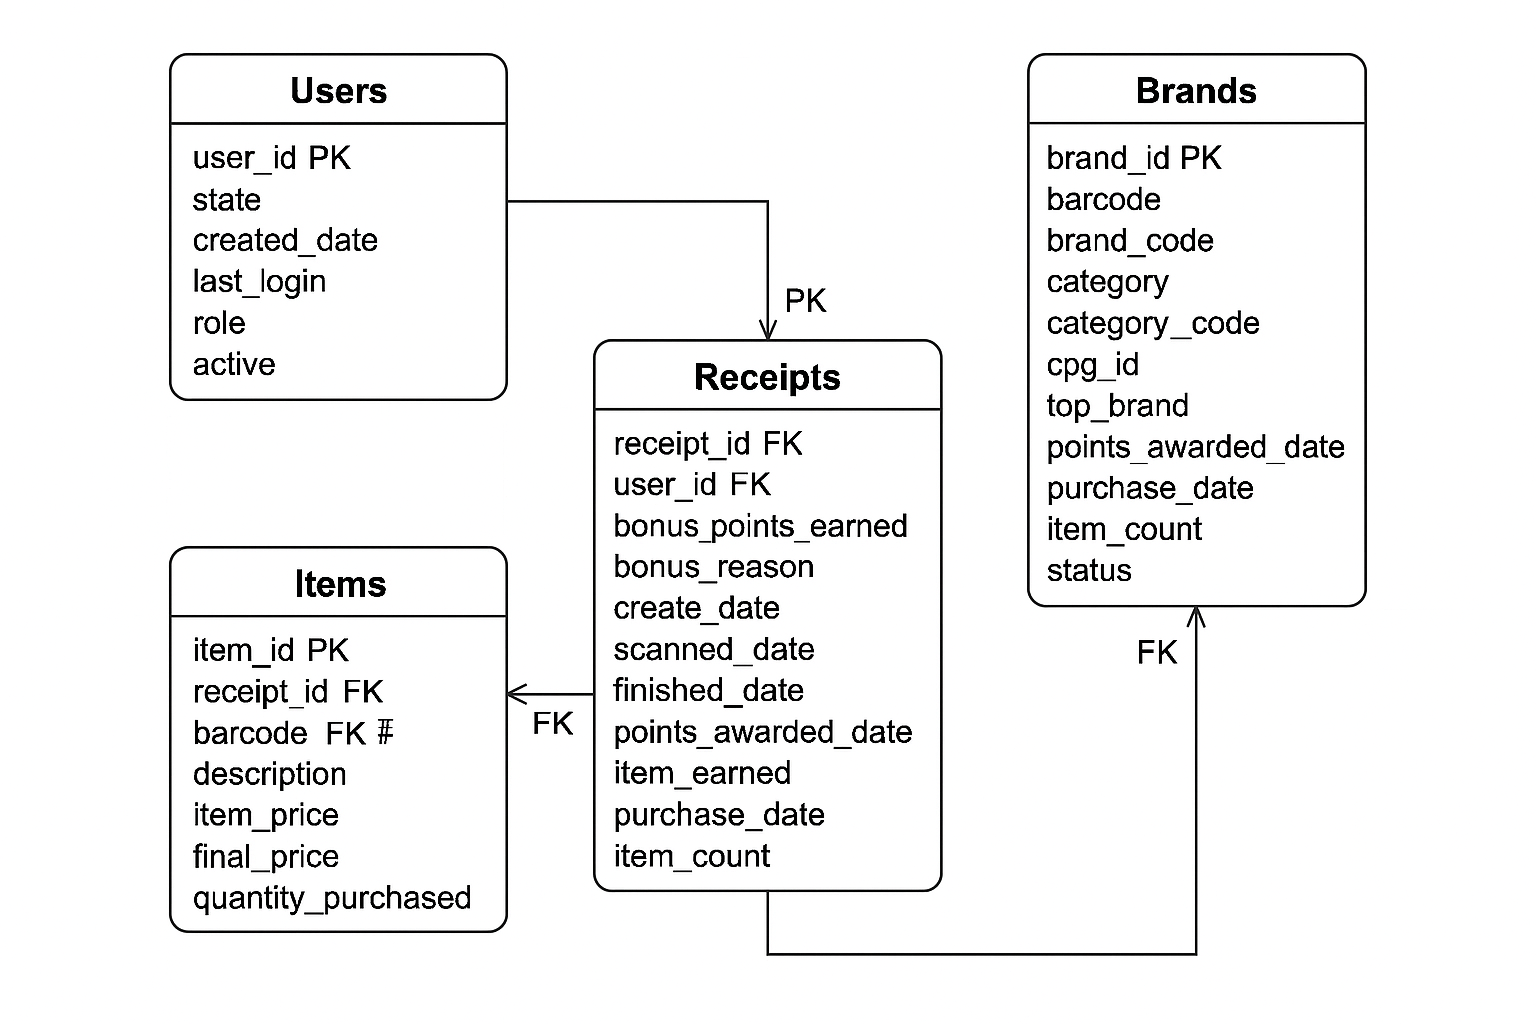 Users
user_id PK
state
created_date
last_login
role
active
PK
Receipts
receipt_id FK
user_id FK
bonus_points_earned
bonus_reason
create_date
scanned_date
finished_date
points_awarded_date
item_earned
purchase_date
item_count
Items
item_id PK
receipt_id FK
barcode FK #
description
item_price
final_price
quantity_purchased
FK
Brands
brand_id PK
barcode
brand_code
category
category_code
cpg_id
top_brand
points_awarded_date
purchase_date
item_count
status
FK